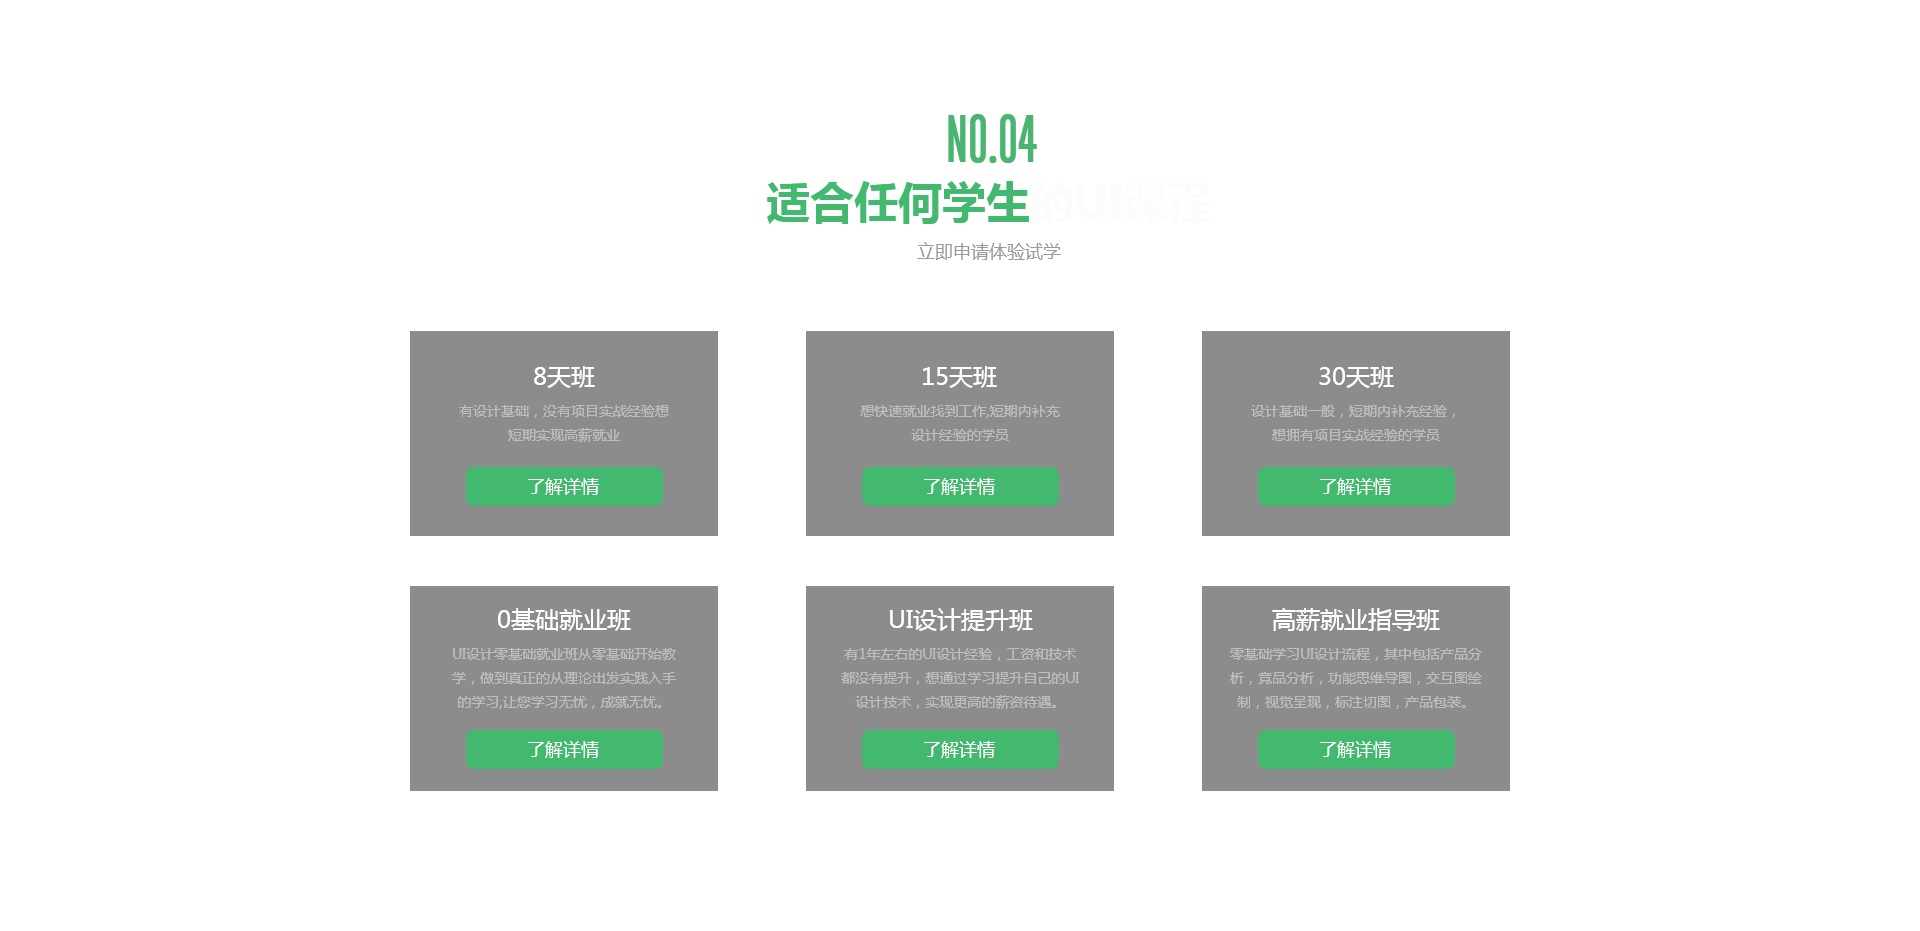 NO.04
适合任何学生的UI课程
立即申请体验试学
8天班
有设计基础，没有项目实战经验想
短期实现高薪就业
了解详情
15天班
想快速就业找到工作,短期内补充
设计经验的学员
了解详情
30天班
设计基础一般，短期内补充经验，
想拥有项目实战经验的学员
了解详情
0基础就业班
UI设计零基础就业班从零基础开始教
学，做到真正的从理论出发实践入手
的学习,让您学习无忧，成就无忧。
了解详情
UI设计提升班
有1年左右的UI设计经验，工资和技术
都没有提升，想通过学习提升自己的UI
设计技术，实现更高的薪资待遇。
了解详情
高薪就业指导班
零基础学习UI设计流程，其中包括产品分
析，竞品分析，功能思维导图，交互图绘
制，视觉呈现，标注切图，产品包装。
了解详情